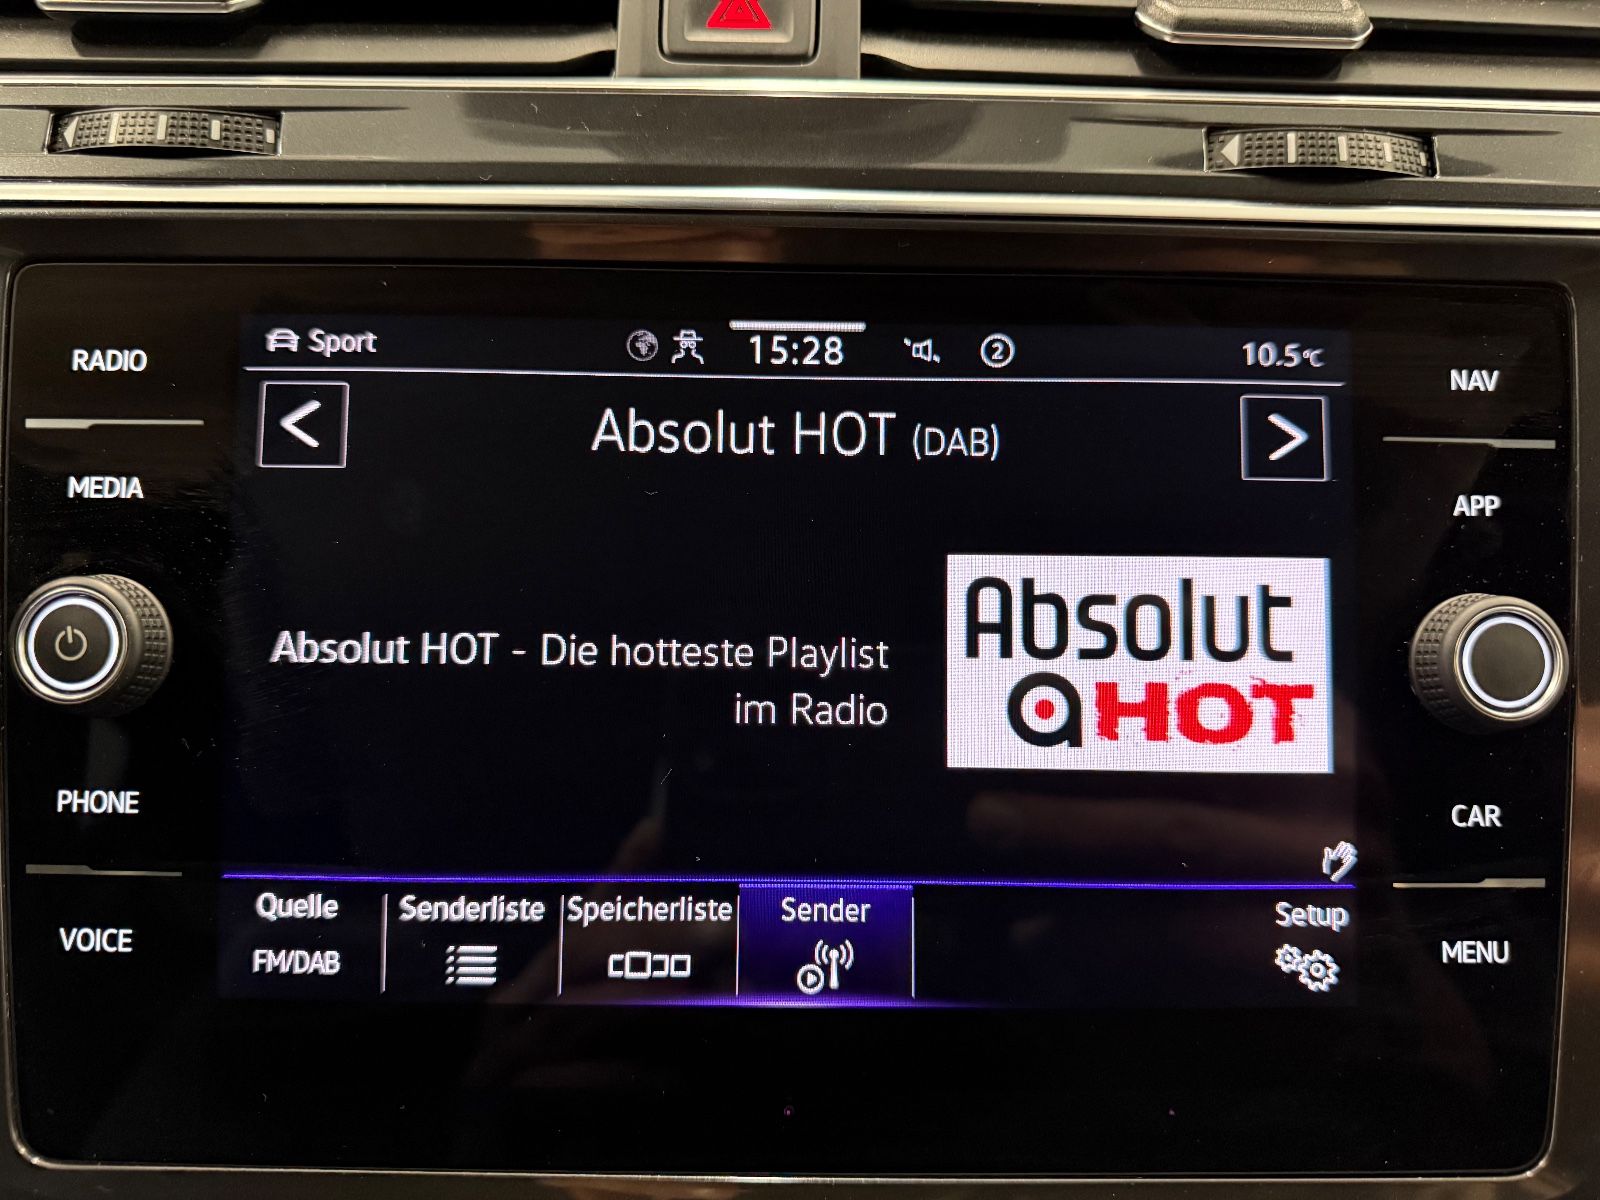 Sport
15:28
2
10.5°C
RADIO
MEDIA
PHONE
VOICE
<
Absolut HOT (DAB)
>
Absolut HOT - Die hotteste Playlist
im Radio
Absolut
a HOT
Quelle
FM/DAB
Senderliste
Speicherliste
Sender
Setup
NAV
APP
CAR
MENU